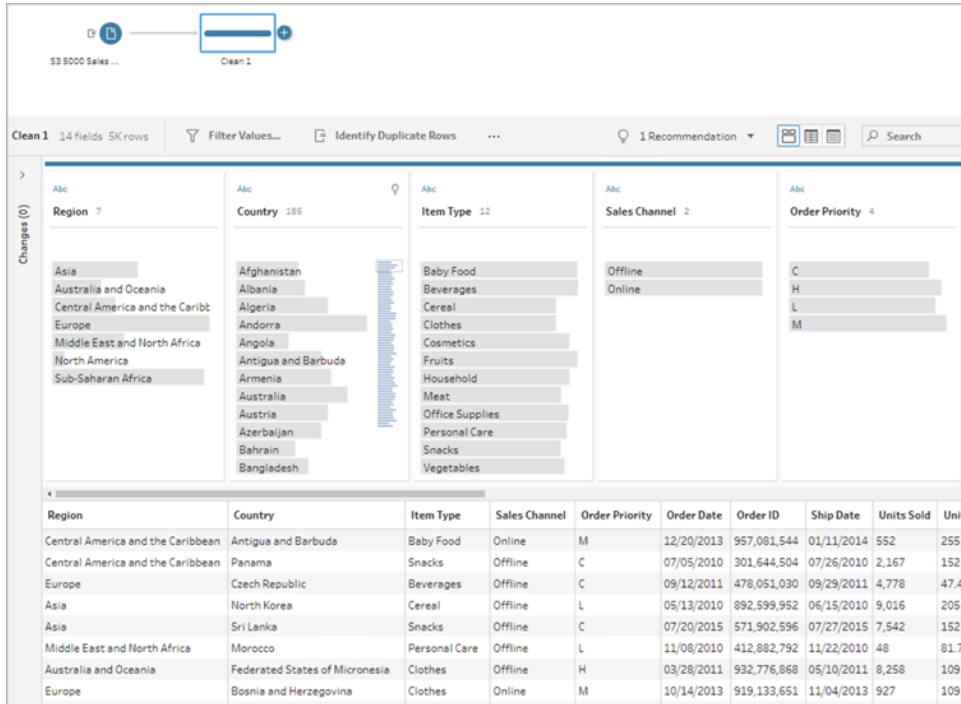 S3 5000 Sales ...
Clean 1
Clean 1 14 fields 5K rows Filter Values... Identify Duplicate Rows ... 1 Recommendation Search
Changes (0)
Abc Abc Abc Abc Abc
Region 7 Country 185 Item Type 12 Sales Channel 2 Order Priority 4
Asia Afghanistan Baby Food Offline C
Australia and Oceania Albania Beverages Online H
Central America and the Caribb Algeria Cereal L
Europe Andorra Clothes M
Middle East and North Africa Angola Cosmetics
North America Antigua and Barbuda Fruits
Sub-Saharan Africa Armenia Household
Australia Meat
Austria Office Supplies
Azerbaijan Personal Care
Bahrain Snacks
Bangladesh Vegetables
Region Country Item Type Sales Channel Order Priority Order Date Order ID Ship Date Units Sold Uni
Central America and the Caribbean Antigua and Barbuda Baby Food Online M 12/20/2013 957,081,544 01/11/2014 552 255
Central America and the Caribbean Panama Snacks Offline C 07/05/2010 301,644,504 07/26/2010 2,167 152
Europe Czech Republic Beverages Offline C 09/12/2011 478,051,030 09/29/2011 4,778 47.4
Asia North Korea Cereal Offline L 05/13/2010 892,599,952 06/15/2010 9,016 205
Asia Sri Lanka Snacks Offline C 07/20/2015 571,902,596 07/27/2015 7,542 152
Middle East and North Africa Morocco Personal Care Offline L 11/08/2010 412,882,792 11/22/2010 48 81.7
Australia and Oceania Federated States of Micronesia Clothes Offline H 03/28/2011 932,776,868 05/10/2011 8,258 109
Europe Bosnia and Herzegovina Clothes Online M 10/14/2013 919,133,651 11/04/2013 927 109